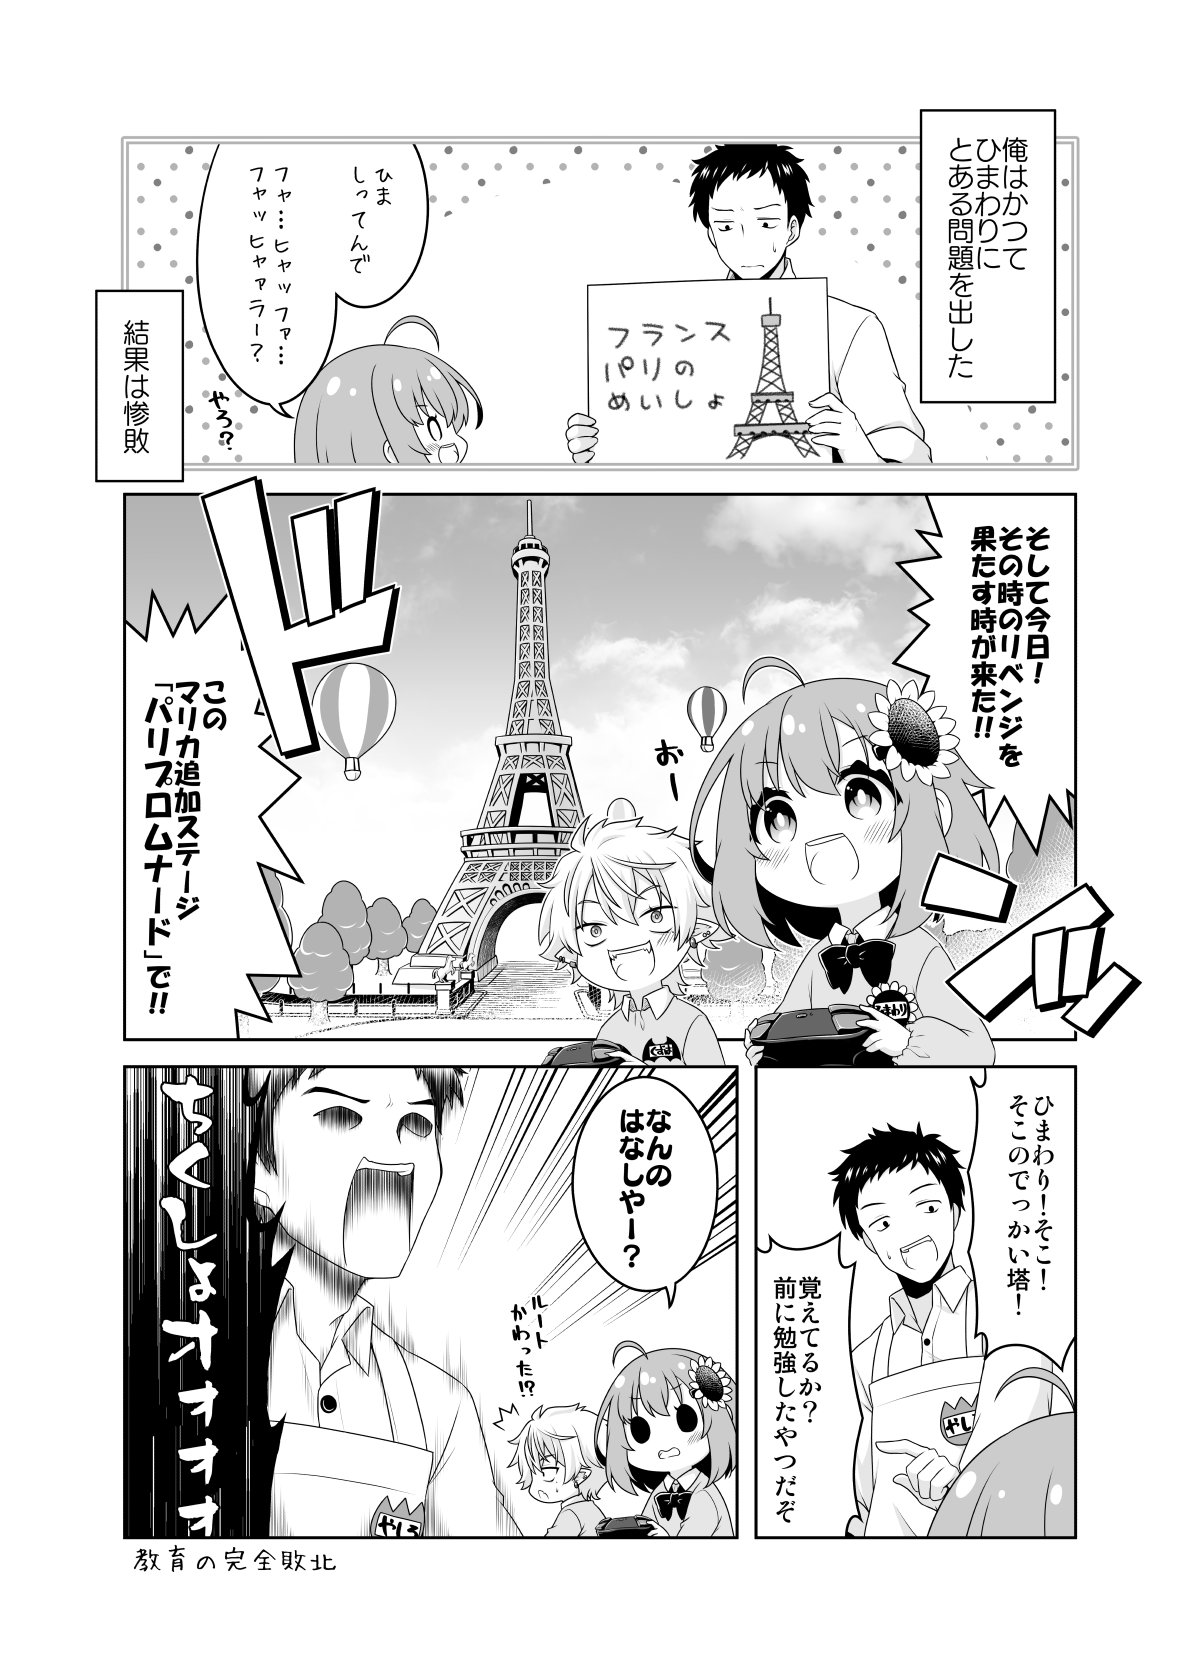 俺はかつて
ひまわりに
とある問題を出した
フランス
パリの
めいしょ
ひま
しってんで
ファ…ヒャッファ…
ファッヒャァラー?
やろ?
結果は惨敗
そして今日!
その時のリベンジを
果たす時が来た!!
おー
ドドッ
この
マリカ追加ステージ
「パリプロムナード」で!!
ひまわり
くずは
ひまわり!そこ!
そこのでっかい塔!
覚えてるか?
前に勉強したやつだぞ
やしろ
なんの
はなしやー?
ルート
かわった!?
ちくしょオオオオオ
やしろ
教育の完全敗北